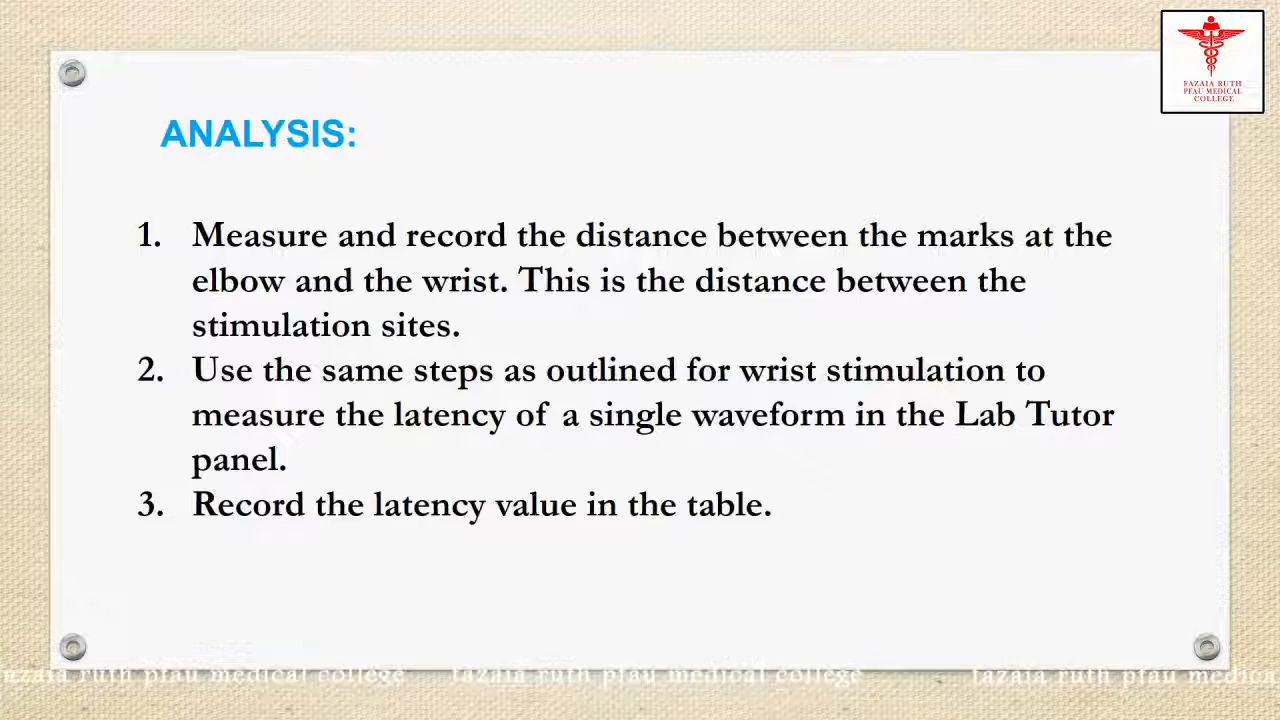 FAZAIA RUTH
PFAU MEDICAL
COLLEGE
ANALYSIS:
1. Measure and record the distance between the marks at the
elbow and the wrist. This is the distance between the
stimulation sites.
2. Use the same steps as outlined for wrist stimulation to
measure the latency of a single waveform in the Lab Tutor
panel.
3. Record the latency value in the table.
fazaia ruth pfau medical college fazaia ruth pfau medical college fazaia ruth pfau medica